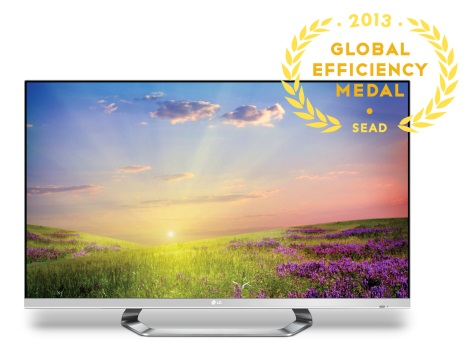 · 2013 ·
GLOBAL
EFFICIENCY
MEDAL
·
SEAD
LG